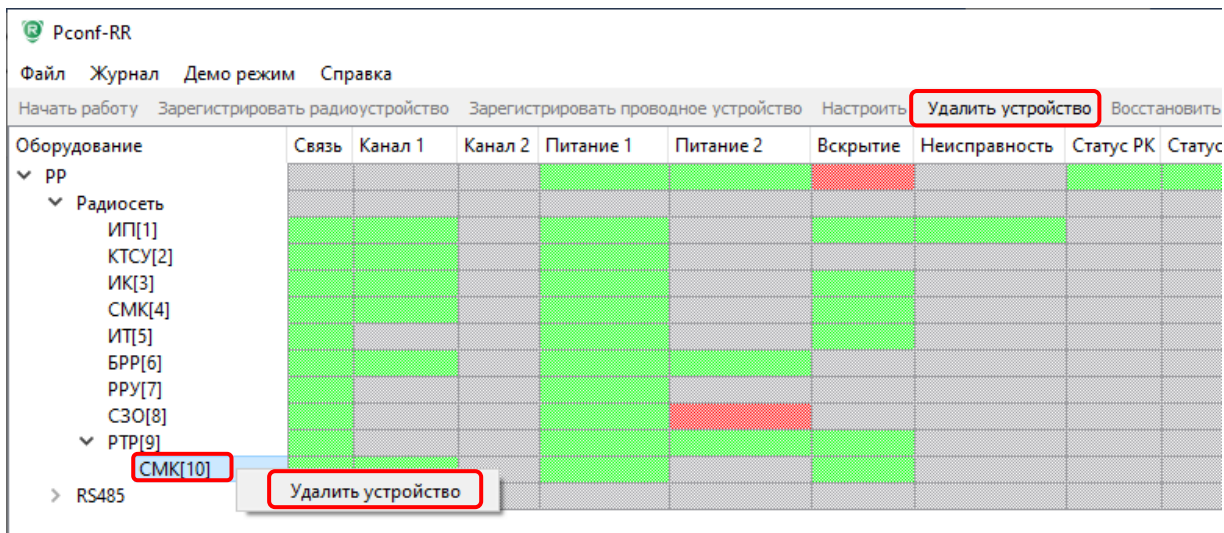 Pconf-RR
Файл Журнал Демо режим Справка
Начать работу Зарегистрировать радиоустройство Зарегистрировать проводное устройство Настроить Удалить устройство Восстановить
Оборудование Связь Канал 1 Канал 2 Питание 1 Питание 2 Вскрытие Неисправность Статус РК Статус
РР
Радиосеть
ИП[1]
КТСУ[2]
ИК[3]
СМК[4]
ИТ[5]
БРР[6]
РРУ[7]
СЗО[8]
РТР[9]
СМК[10]
Удалить устройство
RS485